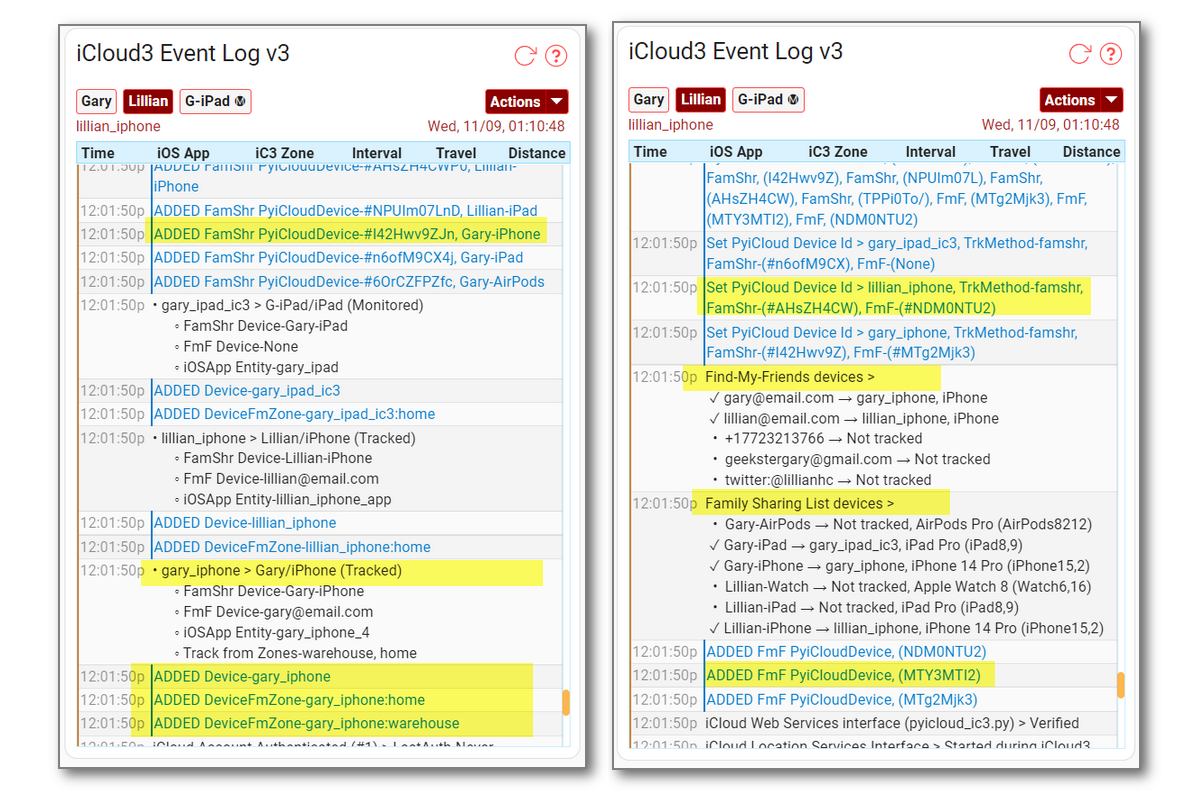 iCloud3 Event Log v3
Gary Lillian G-iPad Ⓜ Actions
lillian_iphone Wed, 11/09, 01:10:48
Time iOS App iC3 Zone Interval Travel Distance
12:01:50p ADDED FamShr PyiCloudDevice-#AHsZH4CWP0, Lillian-
iPhone
12:01:50p ADDED FamShr PyiCloudDevice-#NPUIm07LnD, Lillian-iPad
12:01:50p ADDED FamShr PyiCloudDevice-#I42Hwv9ZJn, Gary-iPhone
12:01:50p ADDED FamShr PyiCloudDevice-#n6ofM9CX4j, Gary-iPad
12:01:50p ADDED FamShr PyiCloudDevice-#6OrCZFPZfc, Gary-AirPods
12:01:50p • gary_ipad_ic3 > G-iPad/iPad (Monitored)
◦ FamShr Device-Gary-iPad
◦ FmF Device-None
◦ iOSApp Entity-gary_ipad
12:01:50p ADDED Device-gary_ipad_ic3
12:01:50p ADDED DeviceFmZone-gary_ipad_ic3:home
12:01:50p • lillian_iphone > Lillian/iPhone (Tracked)
◦ FamShr Device-Lillian-iPhone
◦ FmF Device-lillian@email.com
◦ iOSApp Entity-lillian_iphone_app
12:01:50p ADDED Device-lillian_iphone
12:01:50p ADDED DeviceFmZone-lillian_iphone:home
12:01:50p • gary_iphone > Gary/iPhone (Tracked)
◦ FamShr Device-Gary-iPhone
◦ FmF Device-gary@email.com
◦ iOSApp Entity-gary_iphone_4
◦ Track from Zones-warehouse, home
12:01:50p ADDED Device-gary_iphone
12:01:50p ADDED DeviceFmZone-gary_iphone:home
12:01:50p ADDED DeviceFmZone-gary_iphone:warehouse
12:01:50p iCloud Account Authenticated (#1) > LastAuth Never
iCloud3 Event Log v3
Gary Lillian G-iPad Ⓜ Actions
lillian_iphone Wed, 11/09, 01:10:48
Time iOS App iC3 Zone Interval Travel Distance
FamShr, (I42Hwv9Z), FamShr, (NPUIm07L), FamShr,
(AHsZH4CW), FamShr, (TPPi0To/), FmF, (MTg2Mjk3), FmF,
(MTY3MTI2), FmF, (NDM0NTU2)
12:01:50p Set PyiCloud Device Id > gary_ipad_ic3, TrkMethod-famshr,
FamShr-(#n6ofM9CX), FmF-(None)
12:01:50p Set PyiCloud Device Id > lillian_iphone, TrkMethod-famshr,
FamShr-(#AHsZH4CW), FmF-(#NDM0NTU2)
12:01:50p Set PyiCloud Device Id > gary_iphone, TrkMethod-famshr,
FamShr-(#I42Hwv9Z), FmF-(#MTg2Mjk3)
12:01:50p Find-My-Friends devices >
✓ gary@email.com → gary_iphone, iPhone
✓ lillian@email.com → lillian_iphone, iPhone
• +17723213766 → Not tracked
• geekstergary@gmail.com → Not tracked
• twitter:@lillianhc → Not tracked
12:01:50p Family Sharing List devices >
• Gary-AirPods → Not tracked, AirPods Pro (AirPods8212)
✓ Gary-iPad → gary_ipad_ic3, iPad Pro (iPad8,9)
✓ Gary-iPhone → gary_iphone, iPhone 14 Pro (iPhone15,2)
• Lillian-Watch → Not tracked, Apple Watch 8 (Watch6,16)
• Lillian-iPad → Not tracked, iPad Pro (iPad8,9)
✓ Lillian-iPhone → lillian_iphone, iPhone 14 Pro (iPhone15,2)
12:01:50p ADDED FmF PyiCloudDevice, (NDM0NTU2)
12:01:50p ADDED FmF PyiCloudDevice, (MTY3MTI2)
12:01:50p ADDED FmF PyiCloudDevice, (MTg2Mjk3)
12:01:50p iCloud Web Services interface (pyicloud_ic3.py) > Verified
12:01:50p iCloud Location Services Interface > Started during iCloud3